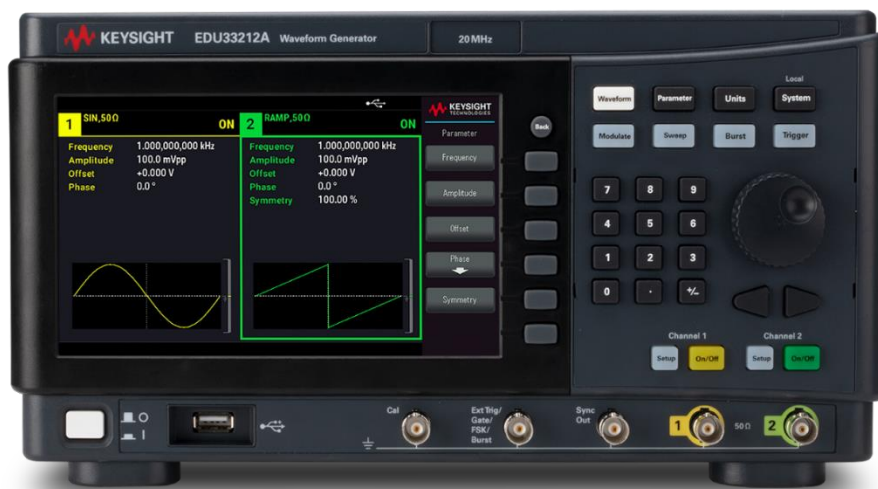 KEYSIGHT EDU33212A Waveform Generator 20 MHz
1 SIN,50Ω ON
Frequency 1.000,000,000 kHz
Amplitude 100.0 mVpp
Offset +0.000 V
Phase 0.0 °
2 RAMP,50Ω ON
Frequency 1.000,000,000 kHz
Amplitude 100.0 mVpp
Offset +0.000 V
Phase 0.0 °
Symmetry 100.00 %
KEYSIGHT
TECHNOLOGIES
Parameter
Frequency
Amplitude
Offset
Phase
Symmetry
Back
Local
Waveform Parameter Units System
Modulate Sweep Burst Trigger
7 8 9
4 5 6
1 2 3
0 . +/-
Channel 1 Channel 2
Setup On/Off Setup On/Off
Cal
Ext Trig/
Gate/
FSK/
Burst
Sync
Out
1 50 Ω 2